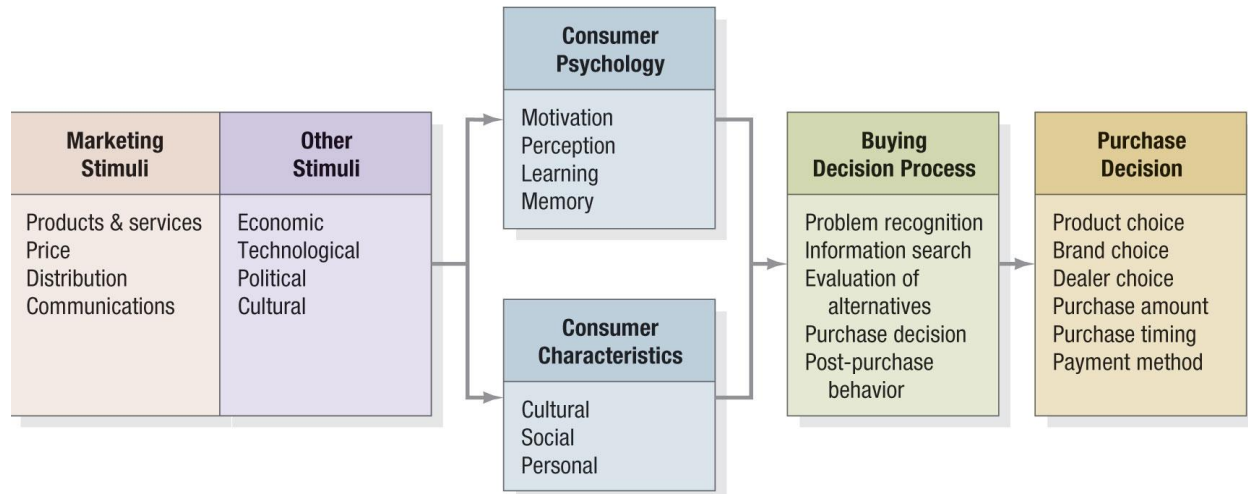 Marketing
Stimuli
Products & services
Price
Distribution
Communications
Other
Stimuli
Economic
Technological
Political
Cultural
Consumer
Psychology
Motivation
Perception
Learning
Memory
Consumer
Characteristics
Cultural
Social
Personal
Buying
Decision Process
Problem recognition
Information search
Evaluation of
alternatives
Purchase decision
Post-purchase
behavior
Purchase
Decision
Product choice
Brand choice
Dealer choice
Purchase amount
Purchase timing
Payment method